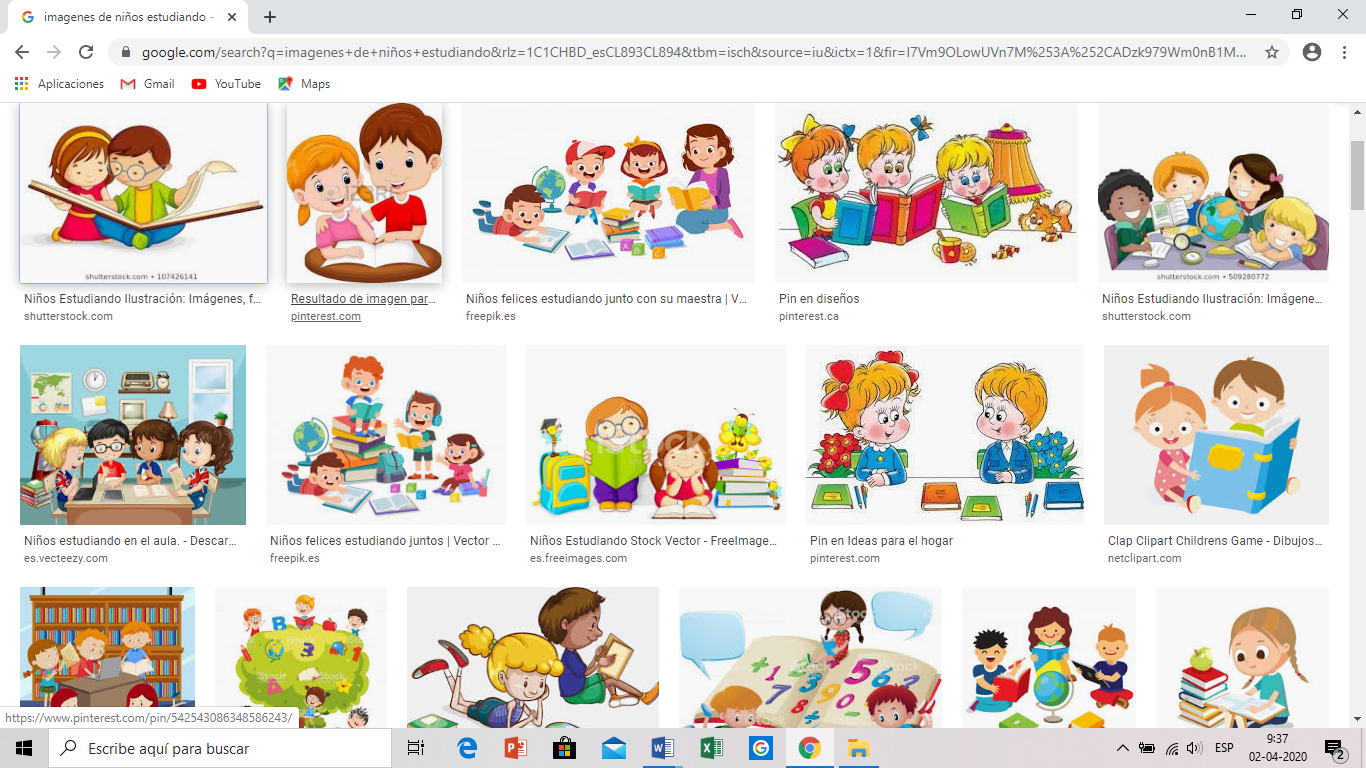 imagenes de niños estudiando -
google.com/search?q=imagenes+de+niños+estudiando&rlz=1C1CHBD_esCL893CL894&tbm=isch&source=iu&ictx=1&fir=I7Vm9OLowUVn7M%253A%252CADzk979Wm0nB1M...
Aplicaciones Gmail YouTube Maps
shutterstock.com • 107426141
A B C
shutterstock.com • 509280772
Niños Estudiando Ilustración: Imágenes, f...
shutterstock.com
Resultado de imagen par...
pinterest.com
Niños felices estudiando junto con su maestra | V...
freepik.es
Pin en diseños
pinterest.ca
Niños Estudiando Ilustración: Imágene...
shutterstock.com
iStock
Niños estudiando en el aula. - Descar...
es.vecteezy.com
Niños felices estudiando juntos | Vector ...
freepik.es
Niños Estudiando Stock Vector - FreeImage...
es.freeimages.com
Pin en Ideas para el hogar
pinterest.com
Clap Clipart Childrens Game - Dibujos...
netclipart.com
https://www.pinterest.com/pin/542543086348586243/
Escribe aquí para buscar
ESP
9:37
02-04-2020
2